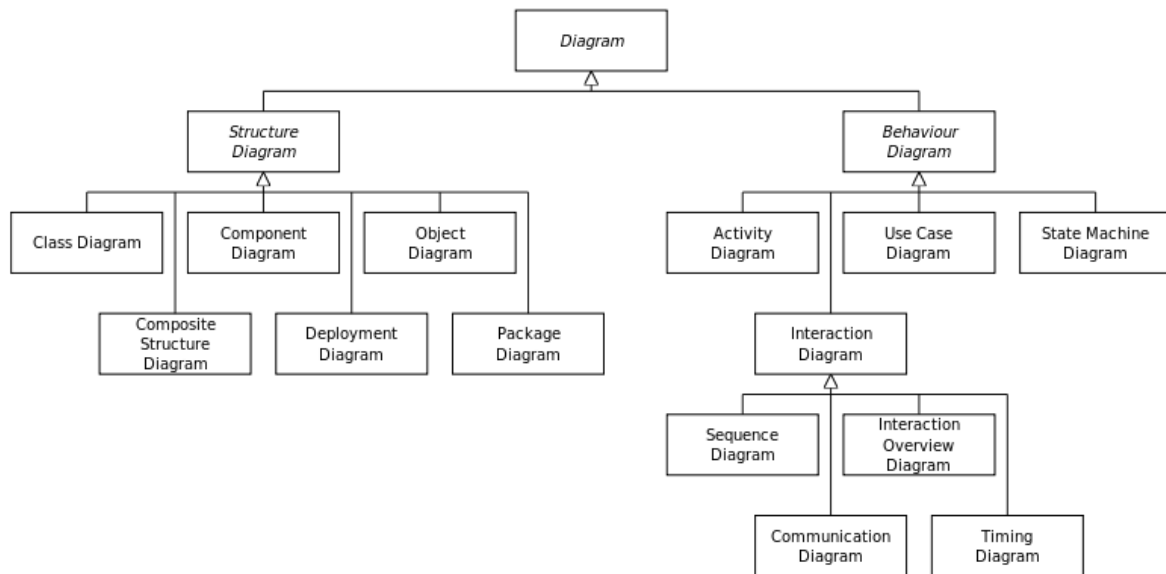 Diagram
Structure
Diagram
Behaviour
Diagram
Class Diagram
Component
Diagram
Object
Diagram
Activity
Diagram
Use Case
Diagram
State Machine
Diagram
Composite
Structure
Diagram
Deployment
Diagram
Package
Diagram
Interaction
Diagram
Sequence
Diagram
Interaction
Overview
Diagram
Communication
Diagram
Timing
Diagram